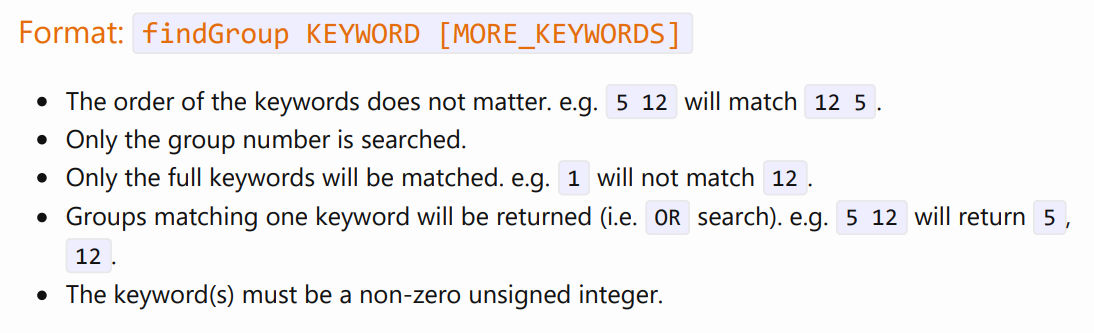 Format: findGroup KEYWORD [MORE_KEYWORDS]
• The order of the keywords does not matter. e.g. 5 12 will match 12 5 .
• Only the group number is searched.
• Only the full keywords will be matched. e.g. 1 will not match 12 .
• Groups matching one keyword will be returned (i.e. OR search). e.g. 5 12 will return 5 ,
12 .
• The keyword(s) must be a non-zero unsigned integer.